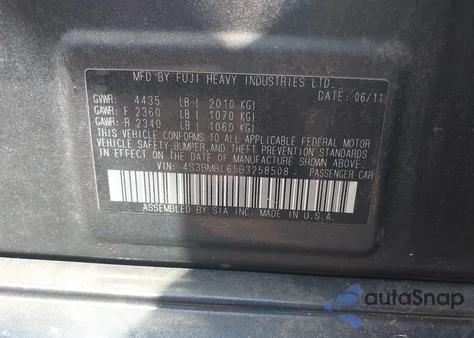 MFD BY FUJI HEAVY INDUSTRIES LTD.
DATE: 06/11
GVWR: 4435 LB ( 2010 KG)
GAWR: F 2360 LB ( 1070 KG)
GAWR: R 2340 LB ( 1060 KG)
THIS VEHICLE CONFORMS TO ALL APPLICABLE FEDERAL MOTOR
VEHICLE SAFETY, BUMPER, AND THEFT PREVENTION STANDARDS
IN EFFECT ON THE DATE OF MANUFACTURE SHOWN ABOVE.
VIN: 4S3BMBL65B3258508 PASSENGER CAR
ASSEMBLED BY SIA INC. MADE IN U.S.A.
autoSnap